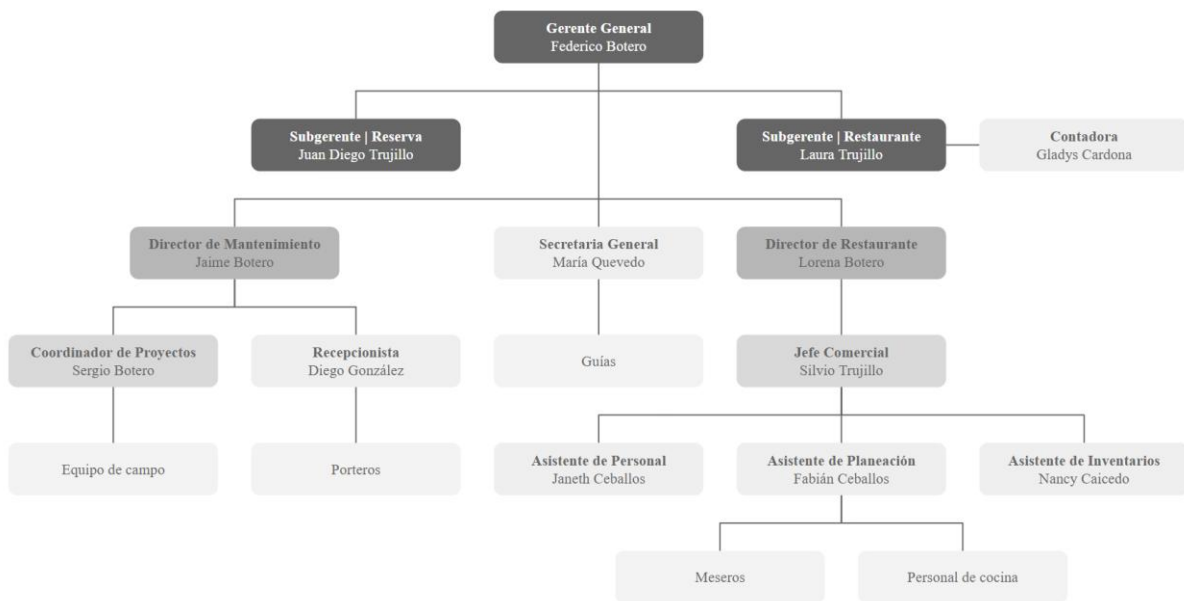 Gerente General
Federico Botero
Subgerente | Reserva
Juan Diego Trujillo
Subgerente | Restaurante
Laura Trujillo
Contadora
Gladys Cardona
Director de Mantenimiento
Jaime Botero
Secretaria General
María Quevedo
Director de Restaurante
Lorena Botero
Coordinador de Proyectos
Sergio Botero
Recepcionista
Diego González
Guías
Jefe Comercial
Silvio Trujillo
Equipo de campo
Porteros
Asistente de Personal
Janeth Ceballos
Asistente de Planeación
Fabián Ceballos
Asistente de Inventarios
Nancy Caicedo
Meseros
Personal de cocina